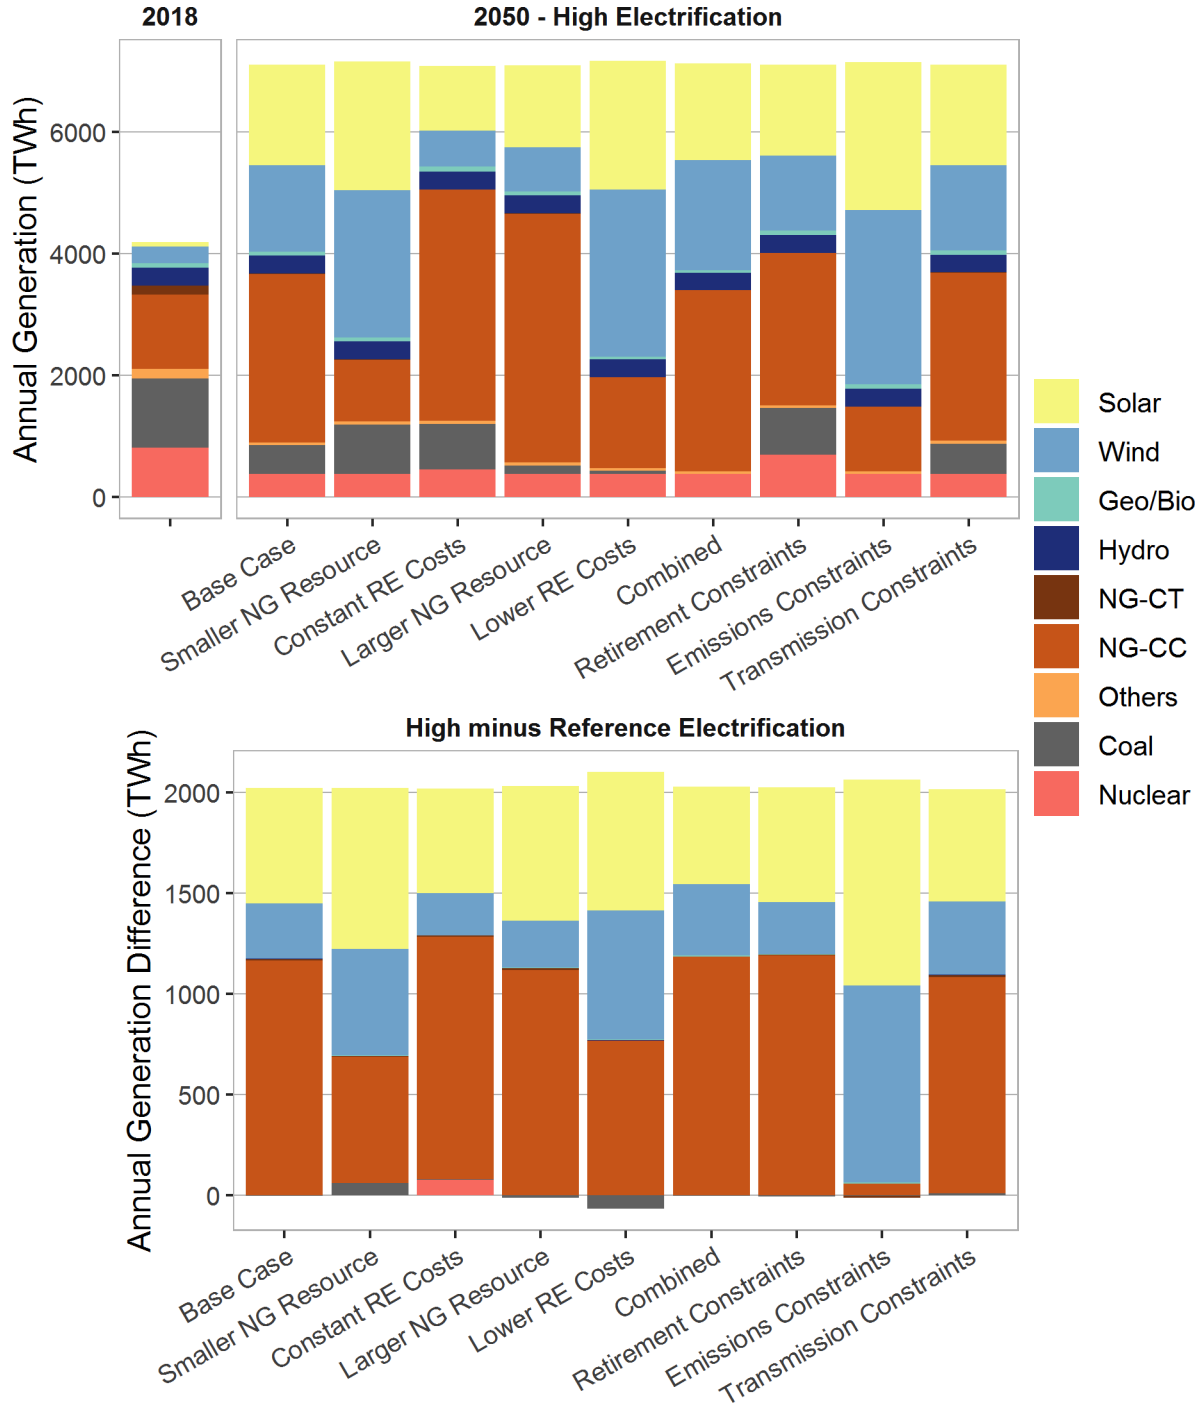 2018
2050 - High Electrification
Annual Generation (TWh)
6000
4000
2000
0
Base Case
Smaller NG Resource
Constant RE Costs
Larger NG Resource
Lower RE Costs
Combined
Retirement Constraints
Emissions Constraints
Transmission Constraints
Solar
Wind
Geo/Bio
Hydro
NG-CT
NG-CC
Others
Coal
Nuclear
High minus Reference Electrification
Annual Generation Difference (TWh)
2000
1500
1000
500
0
Base Case
Smaller NG Resource
Constant RE Costs
Larger NG Resource
Lower RE Costs
Combined
Retirement Constraints
Emissions Constraints
Transmission Constraints